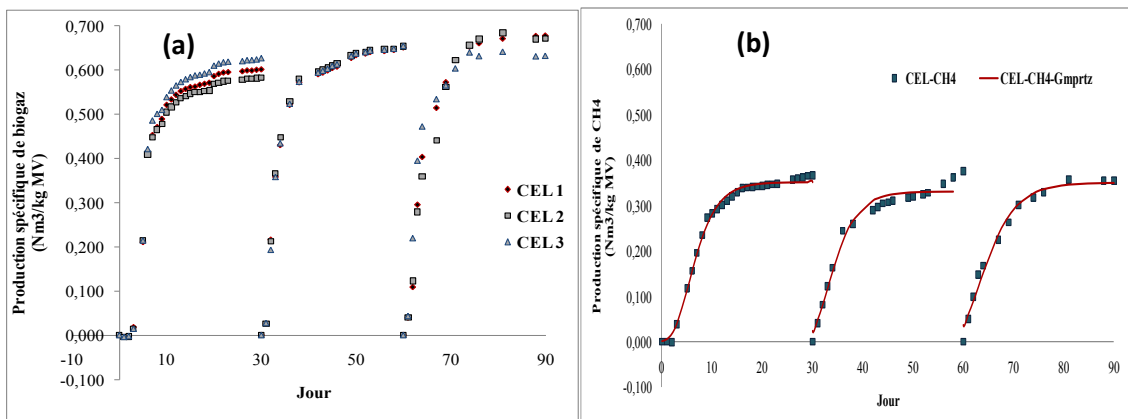 (a)
Production spécifique de biogaz
(Nm3/kg MV)
0,700
0,600
0,500
0,400
0,300
0,200
0,100
0,000
-0,100
-10
10
30
50
70
90
Jour
CEL 1
CEL 2
CEL 3
(b)
CEL-CH4
CEL-CH4-Gmprtz
Production spécifique de CH4
(Nm3/kg MV)
0,700
0,600
0,500
0,400
0,300
0,200
0,100
0,000
-0,100
0
10
20
30
40
50
60
70
80
90
Jour